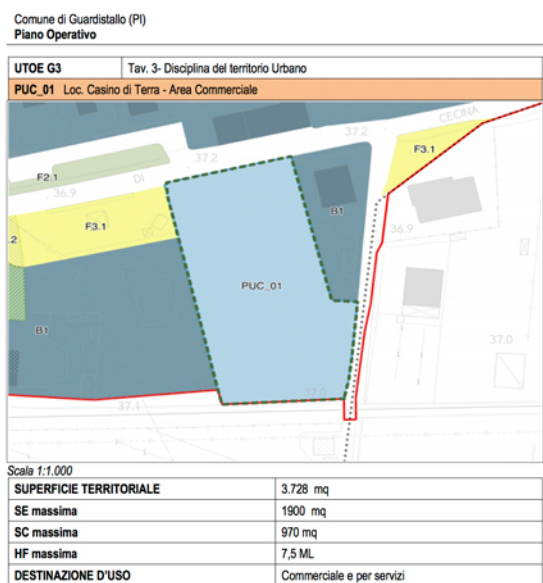 Comune di Guardistallo (PI)
Piano Operativo
UTOE G3 Tav. 3- Disciplina del territorio Urbano
PUC_01 Loc. Casino di Terra - Area Commerciale
CECINA
37.2
F3.1
37.2
F2.1
DI
36.9
B1
F3.1
36.9
.2
PUC_01
B1
37.0
37.0
37.1
Scala 1:1.000
SUPERFICIE TERRITORIALE 3.728 mq
SE massima 1900 mq
SC massima 970 mq
HF massima 7,5 ML
DESTINAZIONE D'USO Commerciale e per servizi